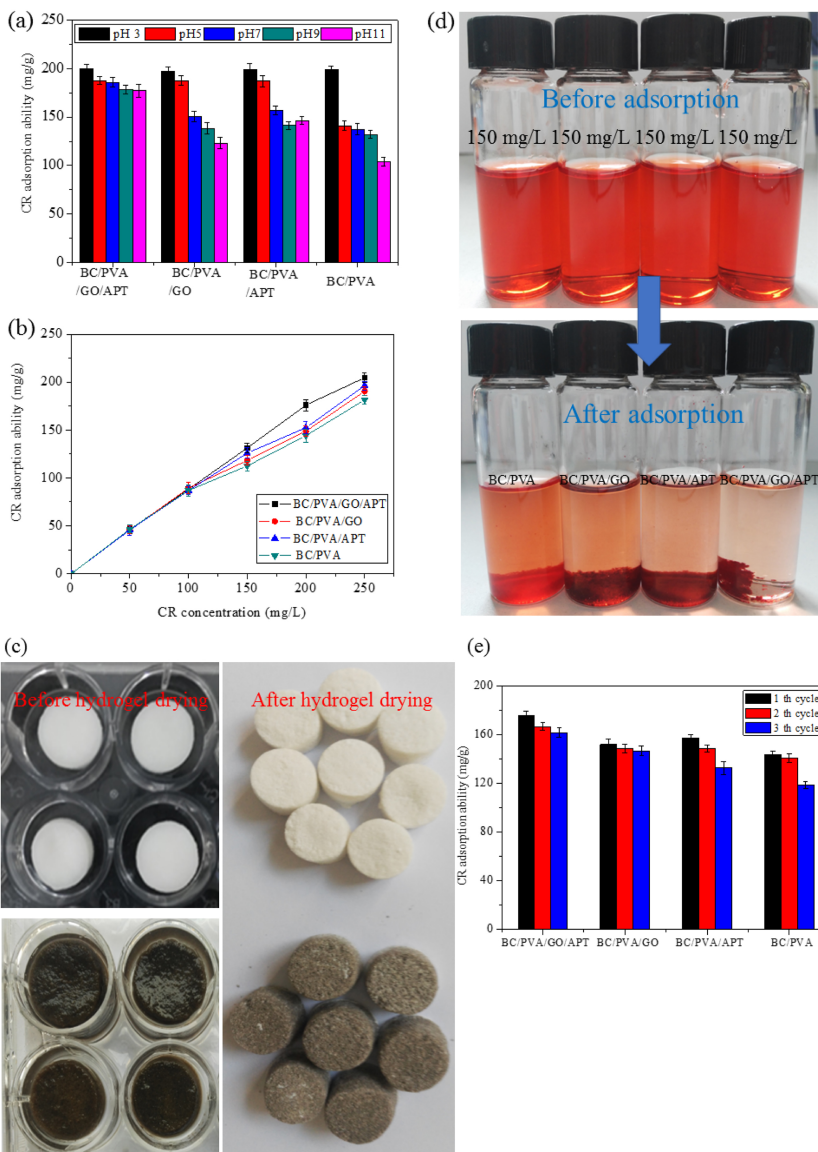 (a)
pH 3 pH5 pH7 pH9 pH11
CR adsorption ability (mg/g)
250
200
150
100
50
0
BC/PVA
/GO/APT
BC/PVA
/GO
BC/PVA
/APT
BC/PVA
(b)
CR adsorption ability (mg/g)
250
200
150
100
50
0
BC/PVA/GO/APT
BC/PVA/GO
BC/PVA/APT
BC/PVA
0 50 100 150 200 250
CR concentration (mg/L)
(c)
Before hydrogel drying
After hydrogel drying
(d)
Before adsorption
150 mg/L 150 mg/L 150 mg/L 150 mg/L
After adsorption
BC/PVA BC/PVA/GO BC/PVA/APT BC/PVA/GO/APT
(e)
CR adsorption ability (mg/g)
200
160
120
80
40
0
1 th cycle
2 th cycle
3 th cycle
BC/PVA/GO/APT BC/PVA/GO BC/PVA/APT BC/PVA